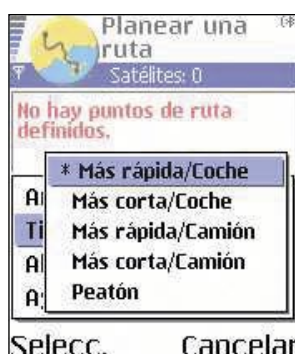 Planear una
ruta
Satélites: 0
No hay puntos de ruta
definidos.
* Más rápida/Coche
Más corta/Coche
Más rápida/Camión
Más corta/Camión
Peatón
Selecc. Cancelar